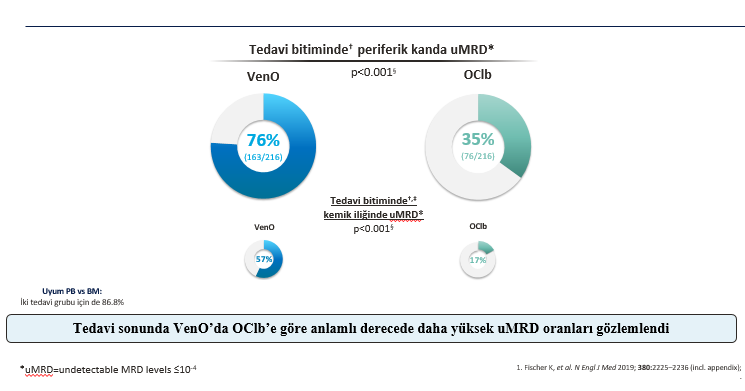 Tedavi bitiminde† periferik kanda uMRD*
VenO
p<0.001§
OClb
76%
(163/216)
35%
(76/216)
Tedavi bitiminde†,‡
kemik iliğinde uMRD*
p<0.001§
VenO
OClb
57%
17%
Uyum PB vs BM:
İki tedavi grubu için de 86.8%
Tedavi sonunda VenO’da OClb’e göre anlamlı derecede daha yüksek uMRD oranları gözlemlendi
*uMRD=undetectable MRD levels ≤10-4
1. Fischer K, et al. N Engl J Med 2019; 380:2225–2236 (incl. appendix);